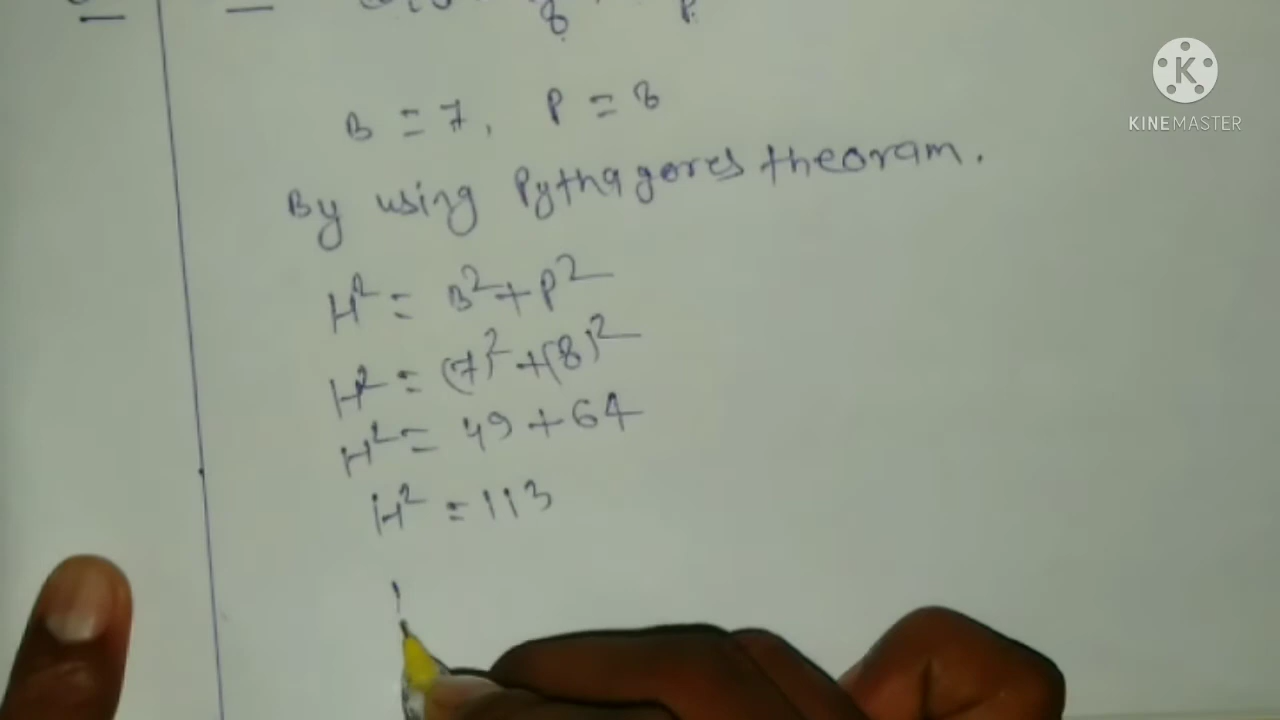 B = 7, P = 8
By using Pythagores theoram.
H² = B² + P²
H² = (7)² + (8)²
H² = 49 + 64
H² = 113
KINEMASTER